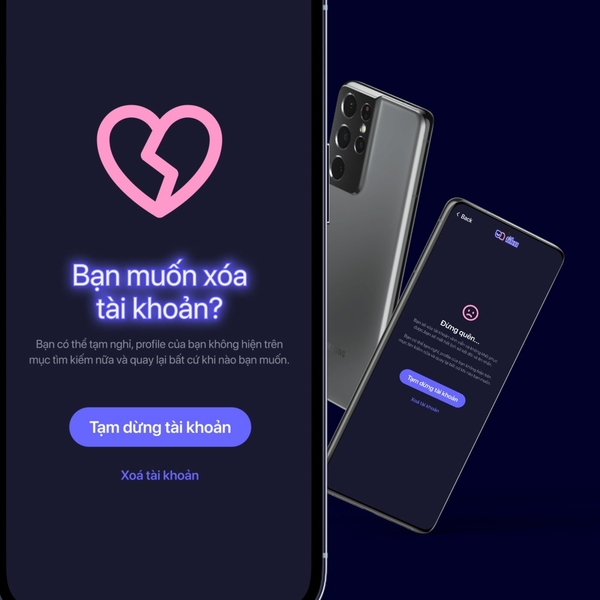 Bạn muốn xóa
tài khoản?
Bạn có thể tạm nghỉ, profile của bạn không hiện trên
mục tìm kiếm nữa và quay lại bất cứ khi nào bạn muốn.
Tạm dừng tài khoản
Xoá tài khoản
Back
Đừng quên...
Tạm dừng tài khoản
Xoá tài khoản